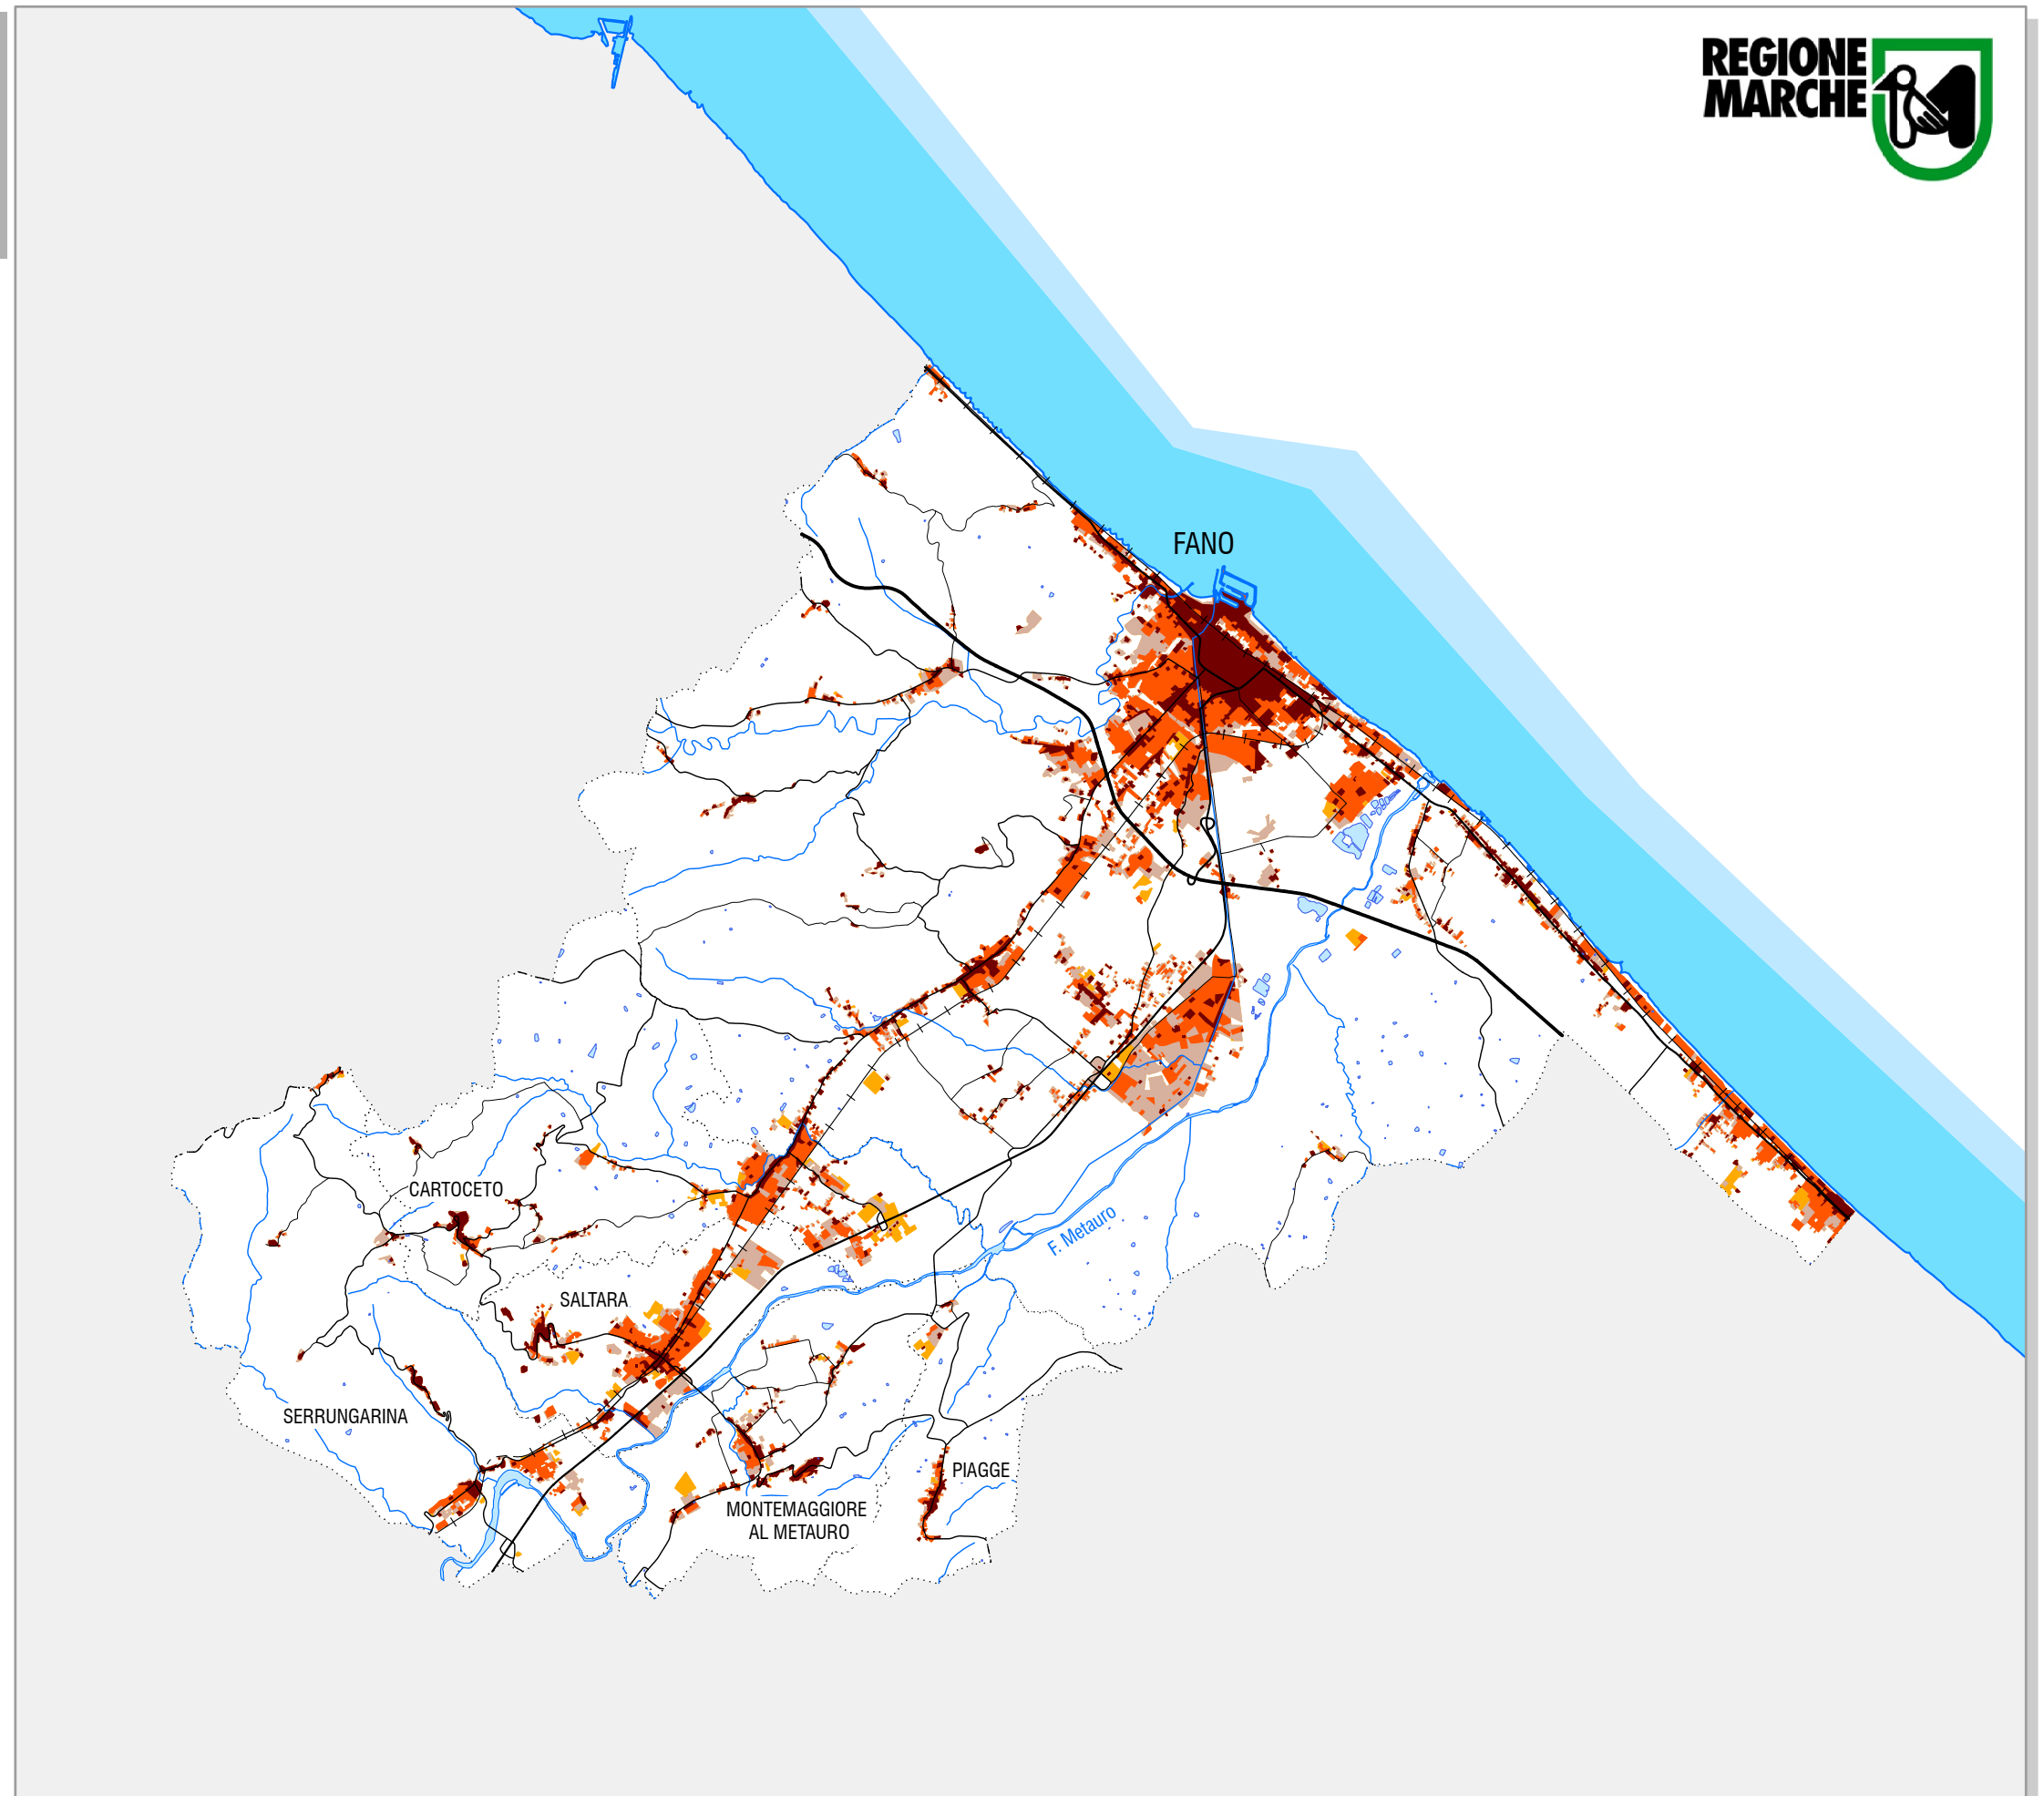 REGIONE
MARCHE
FANO
CARTOCETO
F. Metauro
SALTARA
SERRUNGARINA
PIAGGE
MONTEMAGGIORE
AL METAURO